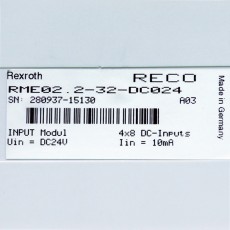 Rexroth RECO
RME02.2-32-DC024
SN: 280937-15130 A03
INPUT Modul 4x8 DC-Inputs
Uin = DC24V Iin = 10mA
Made in Germany